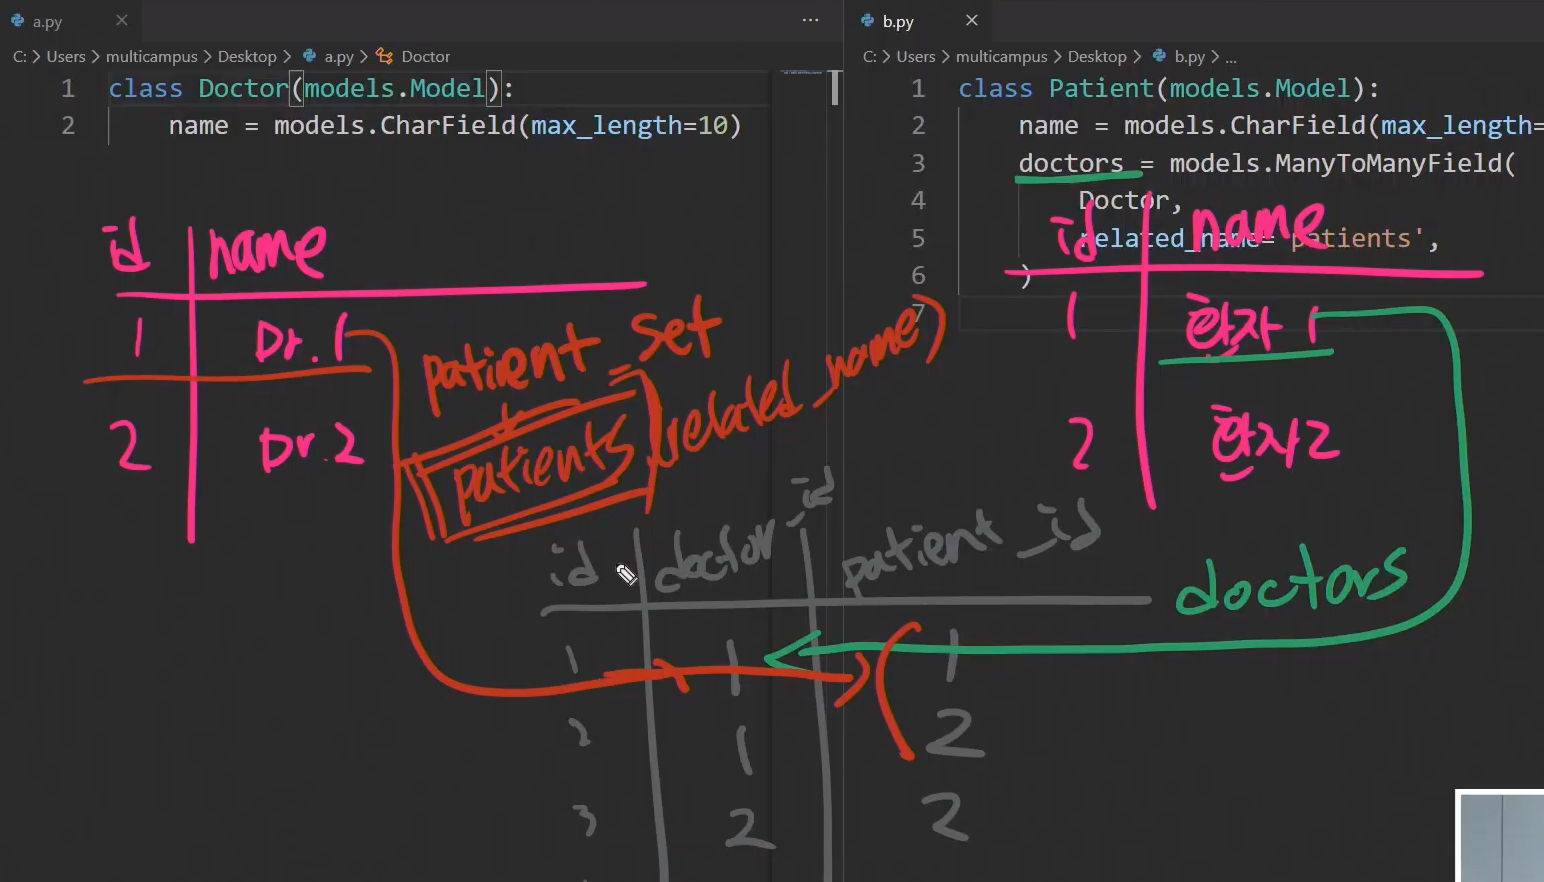 a.py
b.py
C: > Users > multicampus > Desktop > a.py > Doctor
C: > Users > multicampus > Desktop > b.py > ...
1 class Doctor(models.Model):
2 name = models.CharField(max_length=10)
1 class Patient(models.Model):
2 name = models.CharField(max_length=
3 doctors = models.ManyToManyField(
4 Doctor,
5 related_name='patients',
6 )
7
id name
1 Dr.1
2 Dr.2
patient_set
patients (related_name)
id name
1 환자 1
2 환자2
doctors
id doctor_id patient_id
1 1 1
2 1 2
3 2 2